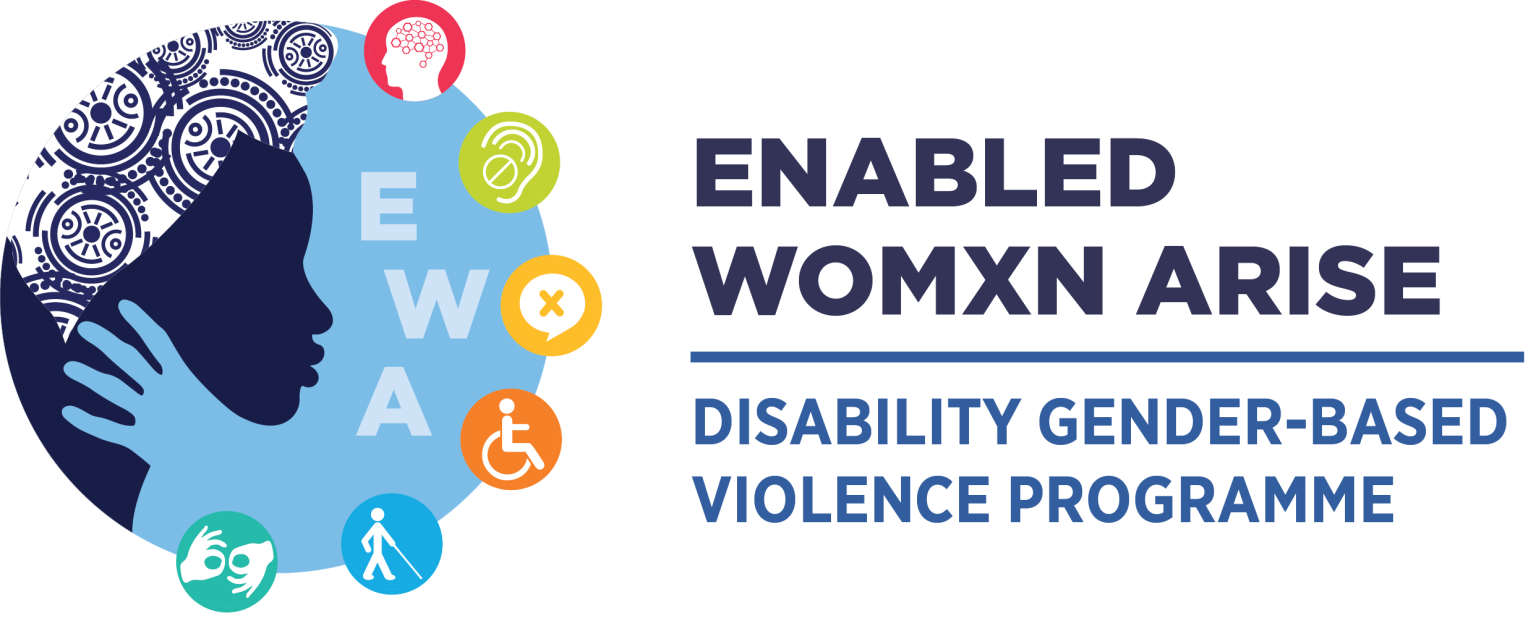 E
W
A
ENABLED
WOMXN ARISE
DISABILITY GENDER-BASED
VIOLENCE PROGRAMME